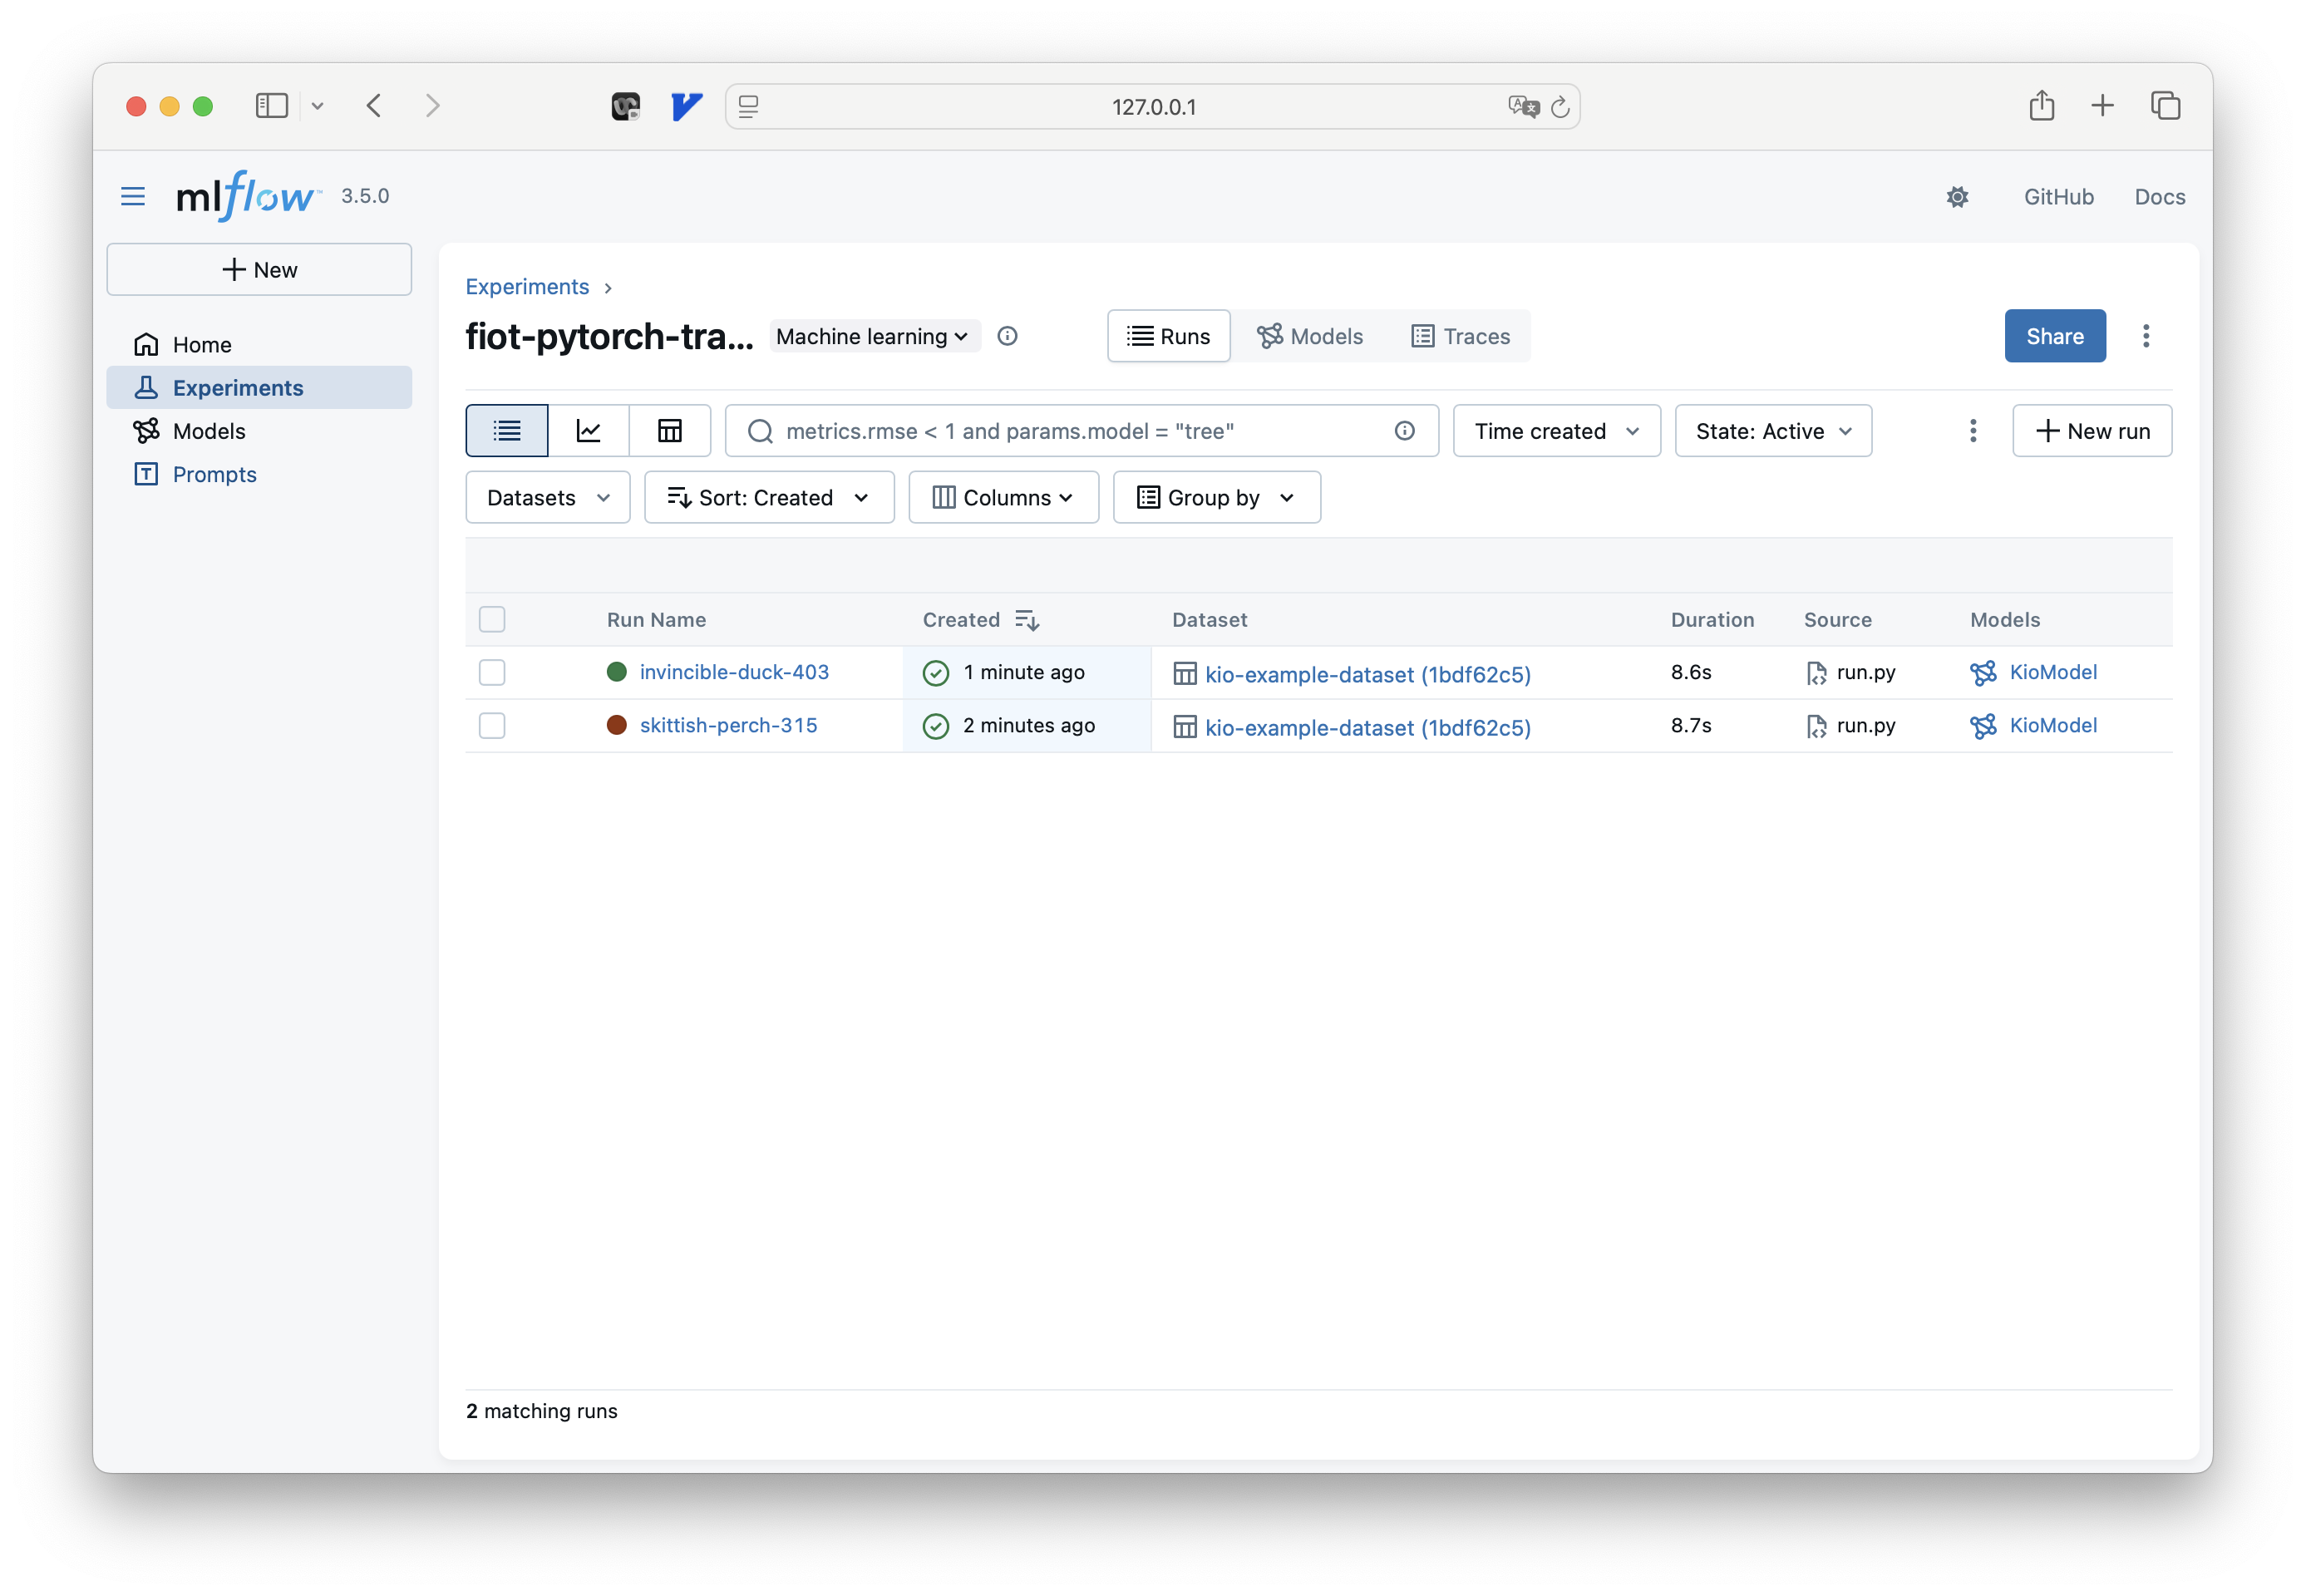 127.0.0.1
mlflow™ 3.5.0
GitHub Docs
New
Home
Experiments
Models
Prompts
Experiments
fiot-pytorch-tra... Machine learning
Runs Models Traces
Share
metrics.rmse < 1 and params.model = "tree"
Time created State: Active New run
Datasets Sort: Created Columns Group by
Run Name Created Dataset Duration Source Models
invincible-duck-403 1 minute ago kio-example-dataset (1bdf62c5) 8.6s run.py KioModel
skittish-perch-315 2 minutes ago kio-example-dataset (1bdf62c5) 8.7s run.py KioModel
2 matching runs